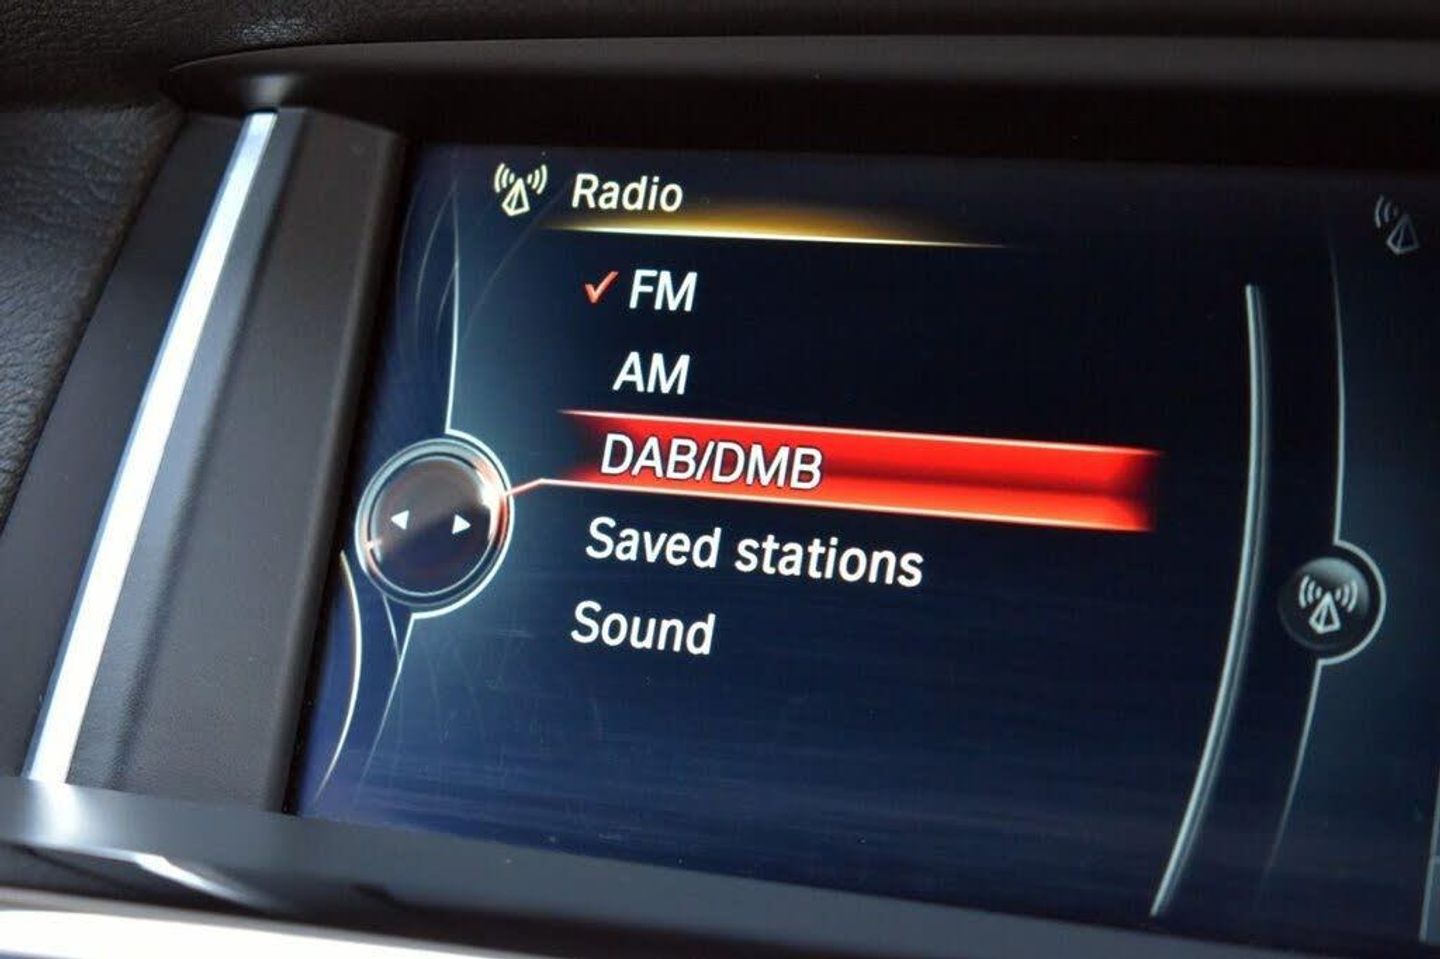 Radio
FM
AM
DAB/DMB
Saved stations
Sound